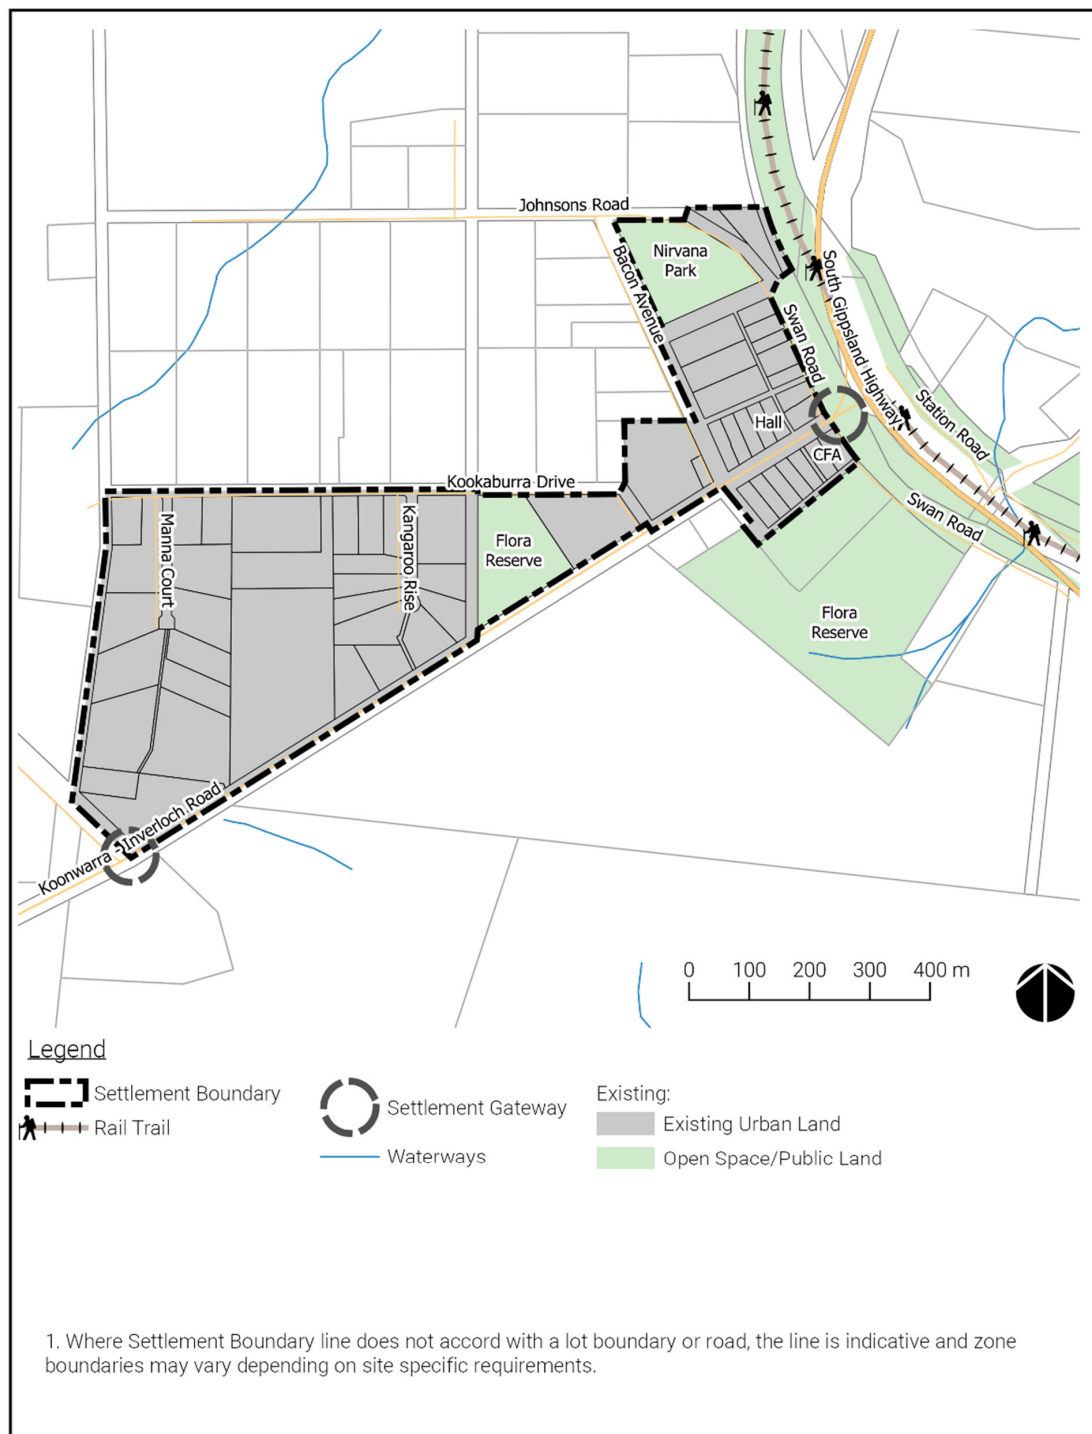 Johnsons Road
Nirvana
Park
Bacon Avenue
Swan Road
South Gippsland Highway
Station Road
Hall
CFA
Swan Road
Kookaburra Drive
Manna Court
Kangaroo Rise
Flora
Reserve
Flora
Reserve
Koonwarra - Inverloch Road
0 100 200 300 400 m
Legend
Settlement Boundary
Rail Trail
Settlement Gateway
Waterways
Existing:
Existing Urban Land
Open Space/Public Land
1. Where Settlement Boundary line does not accord with a lot boundary or road, the line is indicative and zone
boundaries may vary depending on site specific requirements.